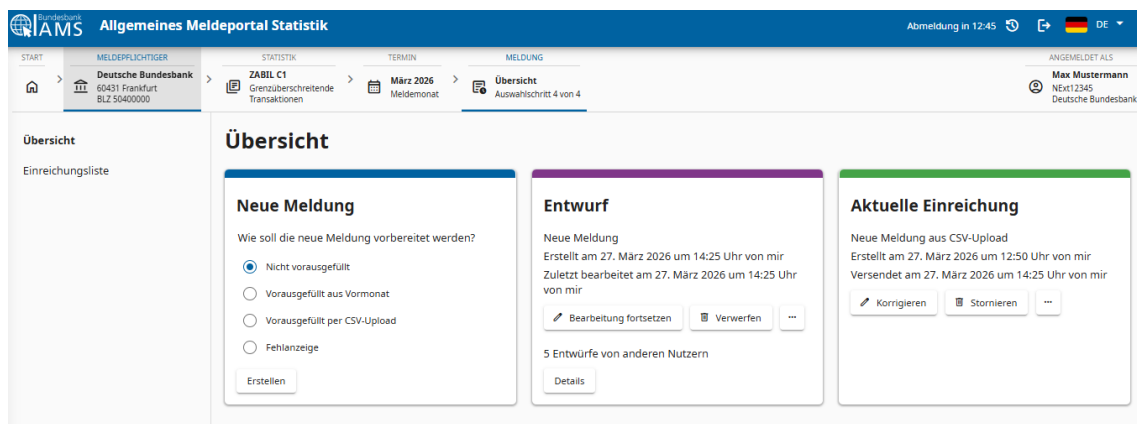 Bundesbank
AMS
Allgemeines Meldeportal Statistik
Abmeldung in 12:45
DE
START
MELDEPFLICHTIGER
Deutsche Bundesbank
60431 Frankfurt
BLZ 50400000
STATISTIK
ZABIL C1
Grenzüberschreitende
Transaktionen
TERMIN
März 2026
Meldemonat
MELDUNG
Übersicht
Auswahlschritt 4 von 4
ANGEMELDET ALS
Max Mustermann
NExt12345
Deutsche Bundesbank
Übersicht
Einreichungsliste
Übersicht
Neue Meldung
Wie soll die neue Meldung vorbereitet werden?
Nicht vorausgefüllt
Vorausgefüllt aus Vormonat
Vorausgefüllt per CSV-Upload
Fehlanzeige
Erstellen
Entwurf
Neue Meldung
Erstellt am 27. März 2026 um 14:25 Uhr von mir
Zuletzt bearbeitet am 27. März 2026 um 14:25 Uhr
von mir
Bearbeitung fortsetzen
Verwerfen
...
5 Entwürfe von anderen Nutzern
Details
Aktuelle Einreichung
Neue Meldung aus CSV-Upload
Erstellt am 27. März 2026 um 12:50 Uhr von mir
Versendet am 27. März 2026 um 14:25 Uhr von mir
Korrigieren
Stornieren
...